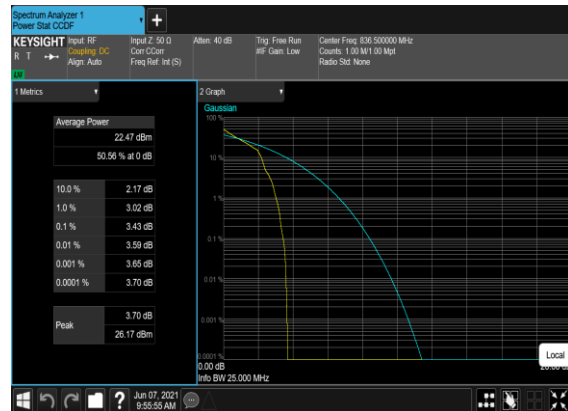 Spectrum Analyzer 1
Power Stat CCDF
KEYSIGHT
R T
LXI
Input: RF
Coupling: DC
Align: Auto
Input Z: 50 Ω
Corr CCorr
Freq Ref: Int (S)
Atten: 40 dB
Trig: Free Run
#IF Gain: Low
Center Freq: 836.500000 MHz
Counts: 1.00 M/1.00 Mpt
Radio Std: None
1 Metrics
Average Power
22.47 dBm
50.56 % at 0 dB
10.0 % 2.17 dB
1.0 % 3.02 dB
0.1 % 3.43 dB
0.01 % 3.59 dB
0.001 % 3.65 dB
0.0001 % 3.70 dB
Peak
3.70 dB
26.17 dBm
2 Graph
Gaussian
100 %
10 %
1 %
0.1 %
0.01 %
0.001 %
0.0001 %
0.00 dB
Info BW 25.000 MHz
Local
Jun 07, 2021
9:55:55 AM